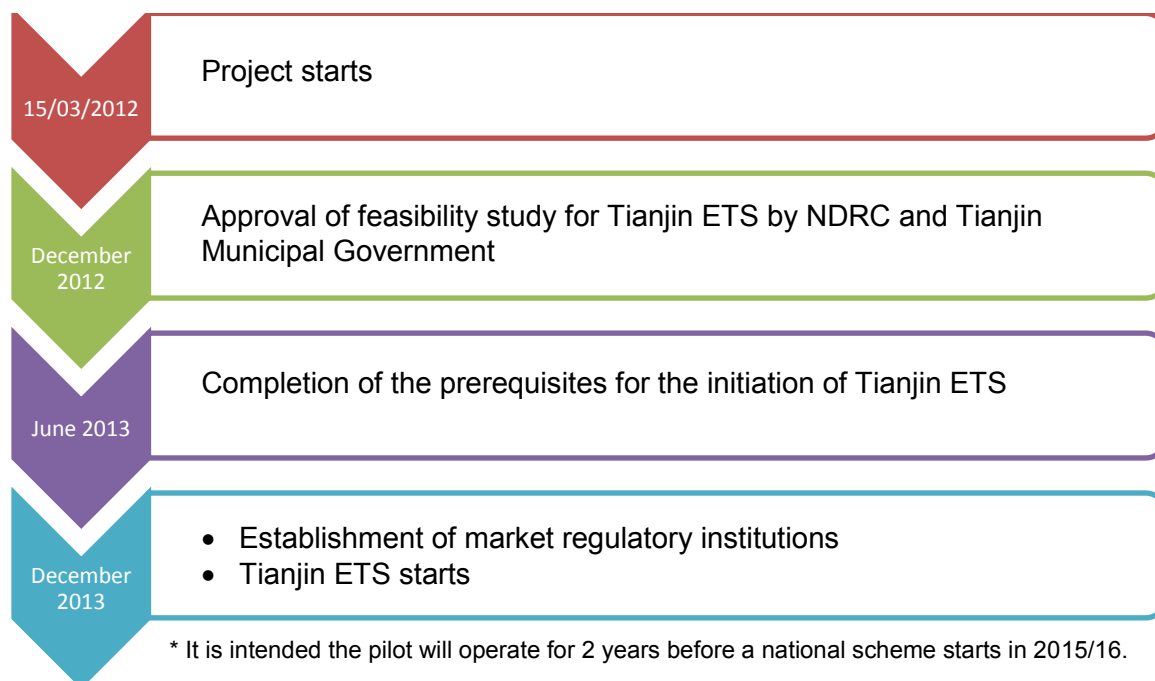 15/03/2012
Project starts
December
2012
Approval of feasibility study for Tianjin ETS by NDRC and Tianjin
Municipal Government
June 2013
Completion of the prerequisites for the initiation of Tianjin ETS
December
2013
• Establishment of market regulatory institutions
• Tianjin ETS starts
* It is intended the pilot will operate for 2 years before a national scheme starts in 2015/16.